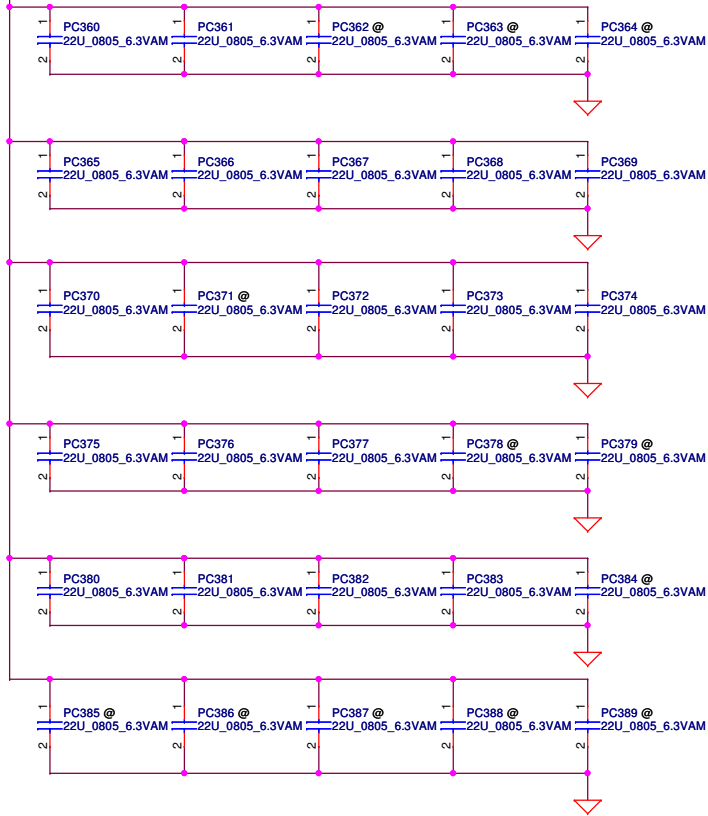 PC360 PC361 PC362 @ PC363 @ PC364 @
1 1 1 1 1
22U_0805_6.3VAM 22U_0805_6.3VAM 22U_0805_6.3VAM 22U_0805_6.3VAM 22U_0805_6.3VAM
2 2 2 2 2
1 1 1 1 1
PC365 PC366 PC367 PC368 PC369
22U_0805_6.3VAM 22U_0805_6.3VAM 22U_0805_6.3VAM 22U_0805_6.3VAM 22U_0805_6.3VAM
2 2 2 2 2
1 1 1 1 1
PC370 PC371 @ PC372 PC373 PC374
22U_0805_6.3VAM 22U_0805_6.3VAM 22U_0805_6.3VAM 22U_0805_6.3VAM 22U_0805_6.3VAM
2 2 2 2 2
1 1 1 1 1
PC375 PC376 PC377 PC378 @ PC379 @
22U_0805_6.3VAM 22U_0805_6.3VAM 22U_0805_6.3VAM 22U_0805_6.3VAM 22U_0805_6.3VAM
2 2 2 2 2
1 1 1 1 1
PC380 PC381 PC382 PC383 PC384 @
22U_0805_6.3VAM 22U_0805_6.3VAM 22U_0805_6.3VAM 22U_0805_6.3VAM 22U_0805_6.3VAM
2 2 2 2 2
1 1 1 1 1
PC385 @ PC386 @ PC387 @ PC388 @ PC389 @
22U_0805_6.3VAM 22U_0805_6.3VAM 22U_0805_6.3VAM 22U_0805_6.3VAM 22U_0805_6.3VAM
2 2 2 2 2